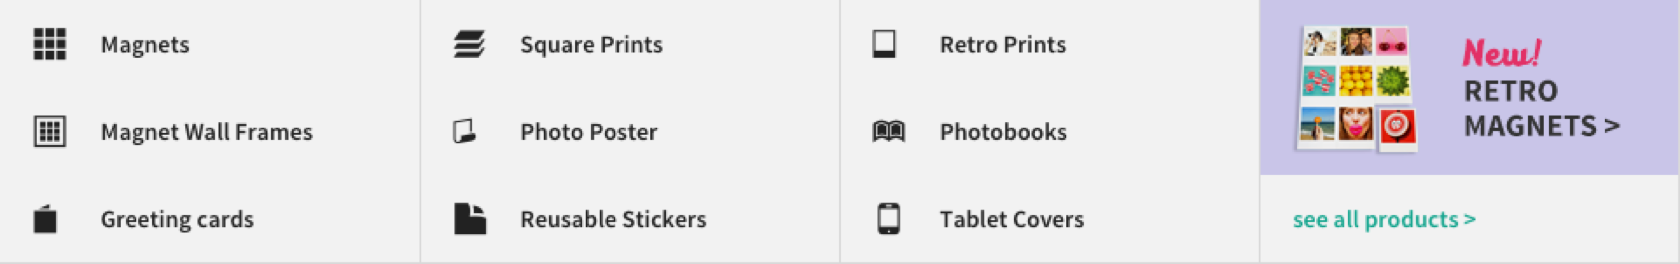 Magnets
Magnet Wall Frames
Greeting cards
Square Prints
Photo Poster
Reusable Stickers
Retro Prints
Photobooks
Tablet Covers
New!
RETRO
MAGNETS >
see all products >